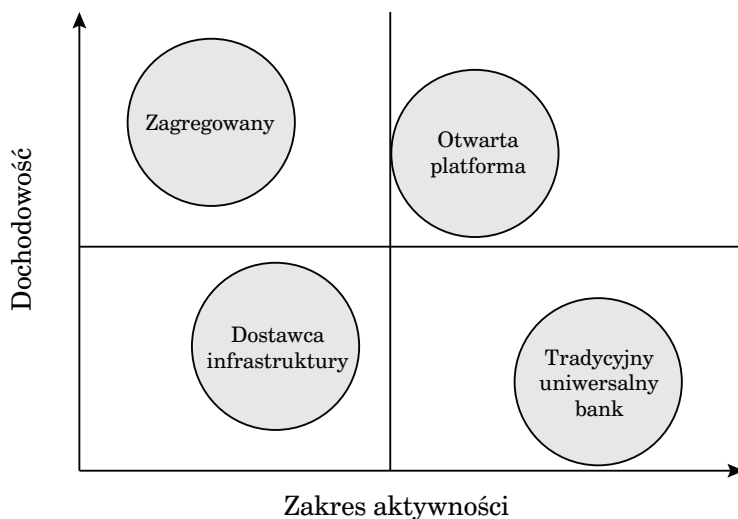 Dochodowość
Zagregowany
Otwarta
platforma
Dostawca
infrastruktury
Tradycyjny
uniwersalny
bank
Zakres aktywności